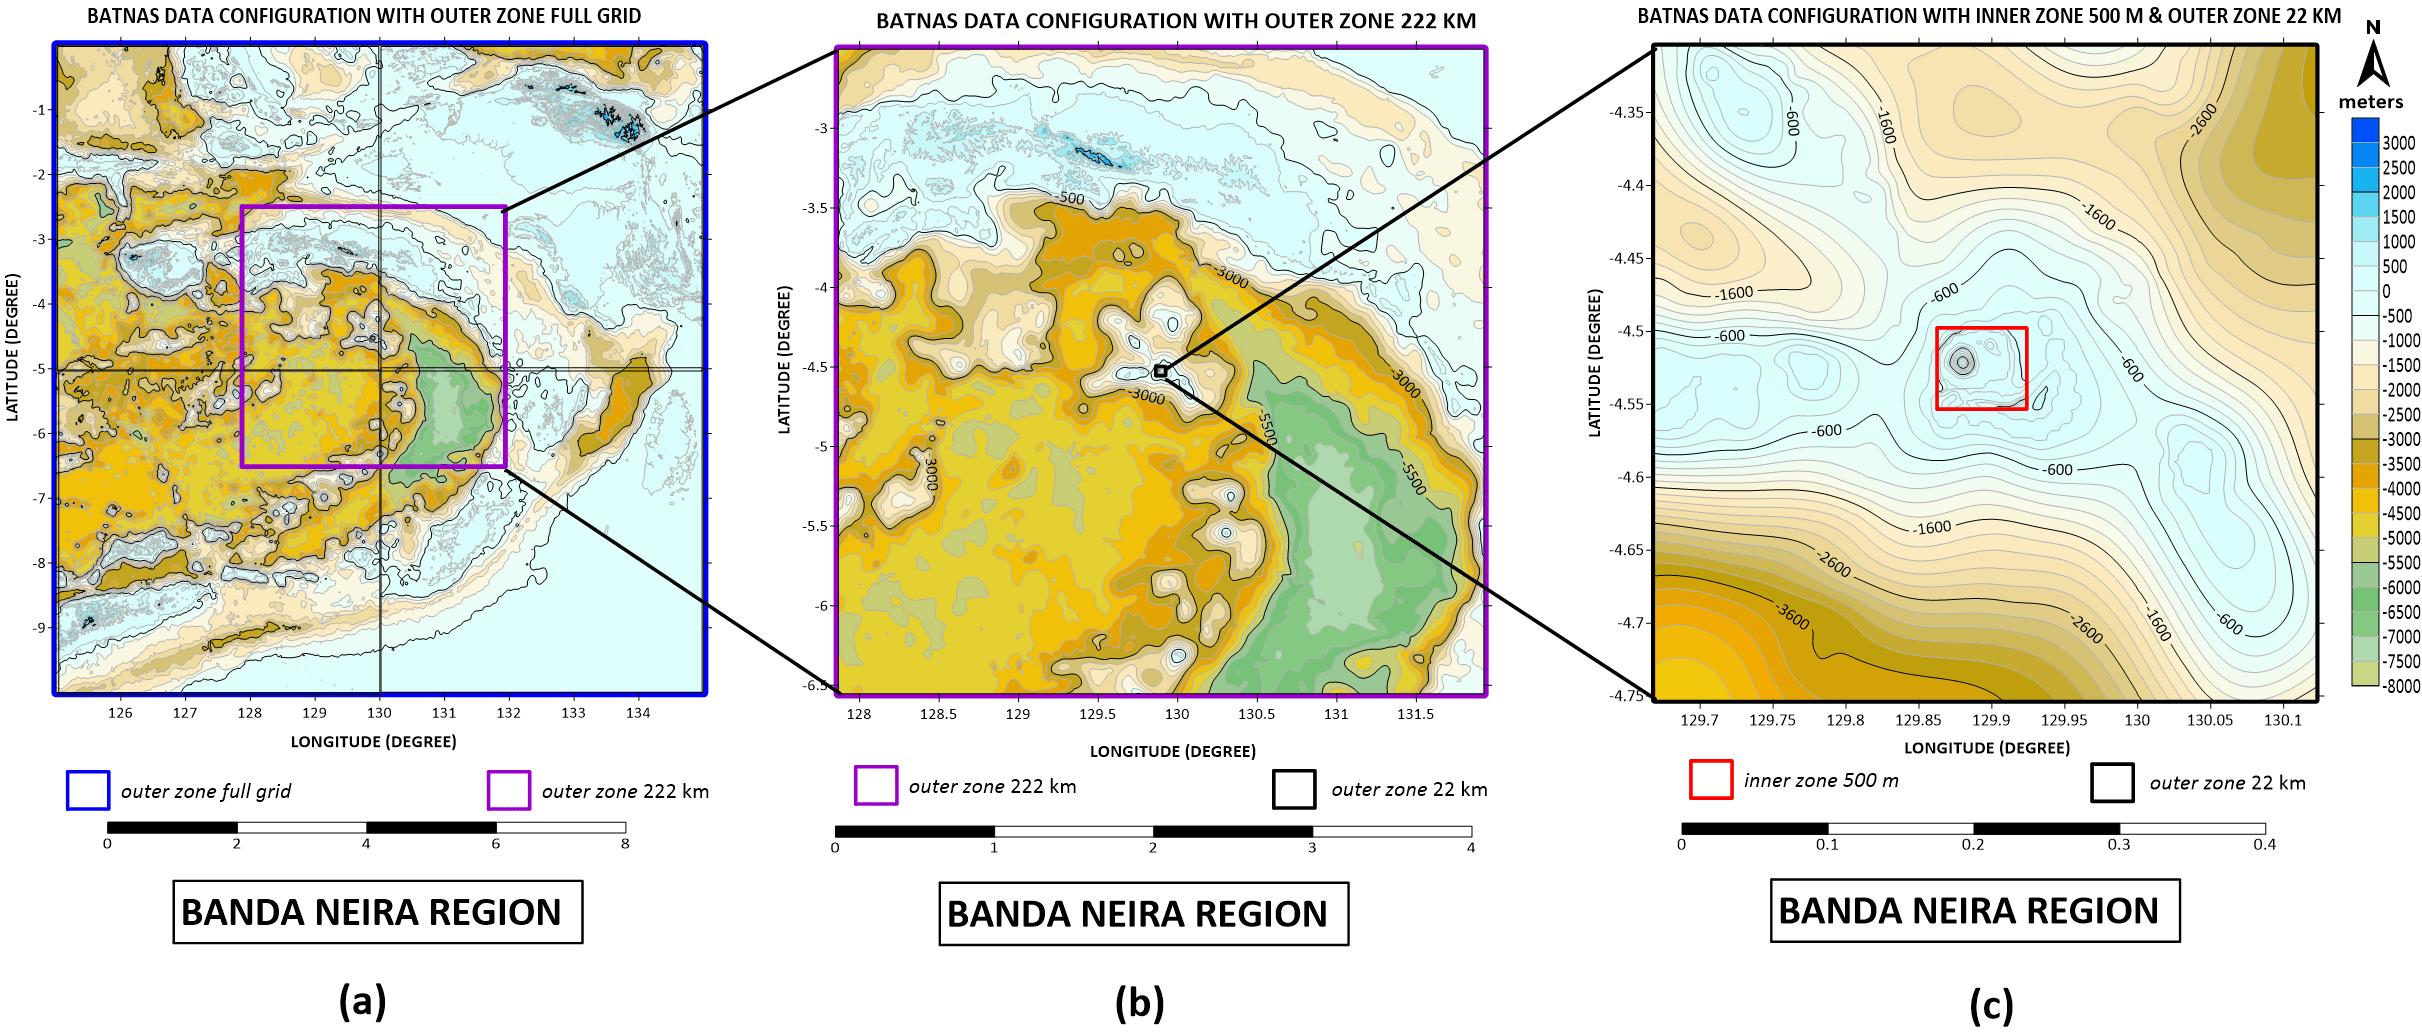 BATNAS DATA CONFIGURATION WITH OUTER ZONE FULL GRID
-1
-2
-3
-4
-5
-6
-7
-8
-9
LATITUDE (DEGREE)
126 127 128 129 130 131 132 133 134
LONGITUDE (DEGREE)
outer zone full grid
outer zone 222 km
0 2 4 6 8
BANDA NEIRA REGION
(a)
BATNAS DATA CONFIGURATION WITH OUTER ZONE 222 KM
-3
-3.5
-4
-4.5
-5
-5.5
-6
-6.5
LATITUDE (DEGREE)
-500
-3000
-3000
-3000
-3000
-5500
-5500
128 128.5 129 129.5 130 130.5 131 131.5
LONGITUDE (DEGREE)
outer zone 222 km
outer zone 22 km
0 1 2 3 4
BANDA NEIRA REGION
(b)
BATNAS DATA CONFIGURATION WITH INNER ZONE 500 M & OUTER ZONE 22 KM
-4.35
-4.4
-4.45
-4.5
-4.55
-4.6
-4.65
-4.7
-4.75
LATITUDE (DEGREE)
-600
-1600
-2600
-1600
-1600
-600
-600
-600
-600
-600
-1600
-2600
-3600
-2600
-1600
-600
129.7 129.75 129.8 129.85 129.9 129.95 130 130.05 130.1
LONGITUDE (DEGREE)
inner zone 500 m
outer zone 22 km
0 0.1 0.2 0.3 0.4
BANDA NEIRA REGION
(c)
N
meters
3000
2500
2000
1500
1000
500
0
-500
-1000
-1500
-2000
-2500
-3000
-3500
-4000
-4500
-5000
-5500
-6000
-6500
-7000
-7500
-8000